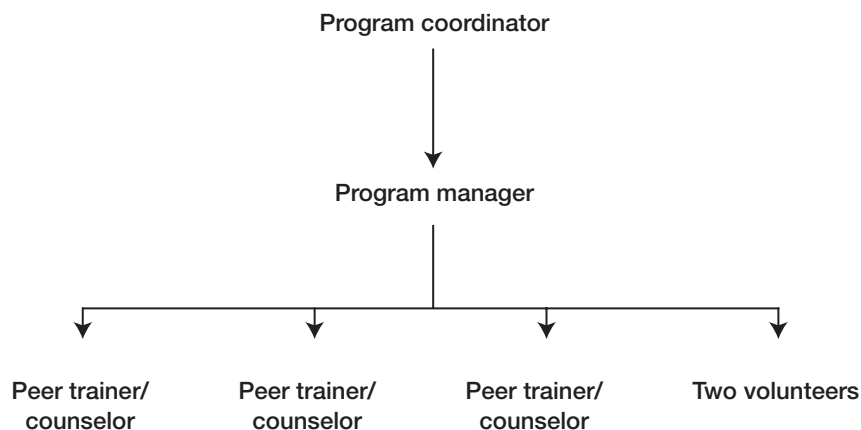 Program coordinator
Program manager
Peer trainer/
counselor
Peer trainer/
counselor
Peer trainer/
counselor
Two volunteers